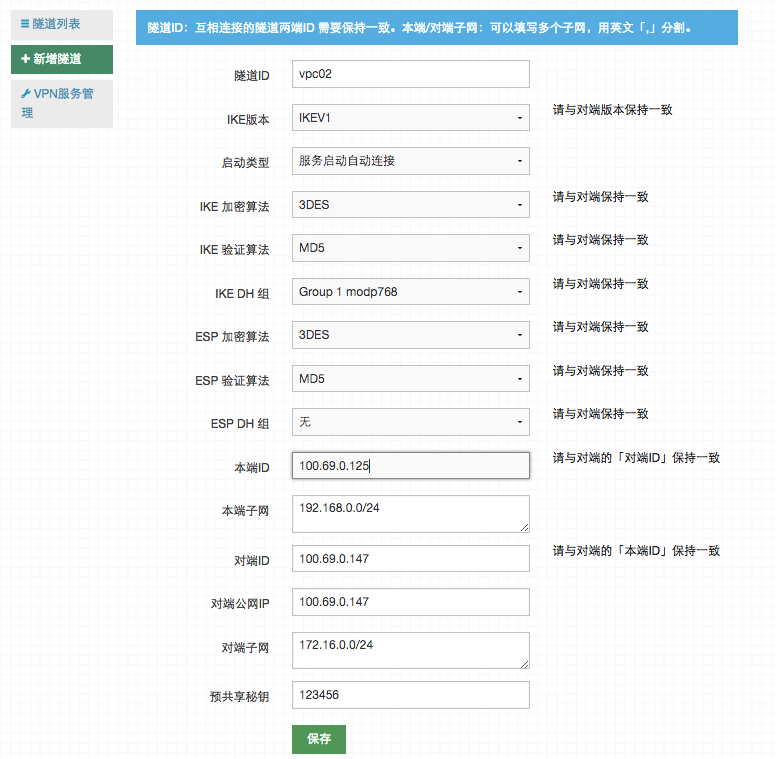 隧道列表
新增隧道
VPN服务管
理
隧道ID：互相连接的隧道两端ID 需要保持一致。本端/对端子网：可以填写多个子网，用英文「,」分割。
隧道ID vpc02
IKE版本 IKEV1 请与对端版本保持一致
启动类型 服务启动自动连接
IKE 加密算法 3DES 请与对端保持一致
IKE 验证算法 MD5 请与对端保持一致
IKE DH 组 Group 1 modp768 请与对端保持一致
ESP 加密算法 3DES 请与对端保持一致
ESP 验证算法 MD5 请与对端保持一致
ESP DH 组 无 请与对端保持一致
本端ID 100.69.0.125 请与对端的「对端ID」保持一致
本端子网 192.168.0.0/24
对端ID 100.69.0.147 请与对端的「本端ID」保持一致
对端公网IP 100.69.0.147
对端子网 172.16.0.0/24
预共享秘钥 123456
保存